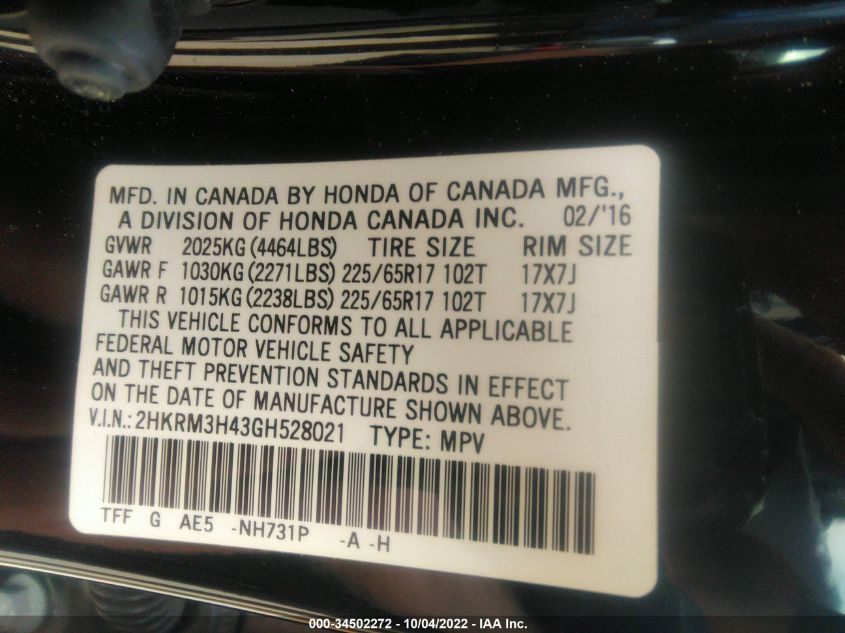 MFD. IN CANADA BY HONDA OF CANADA MFG.,
A DIVISION OF HONDA CANADA INC. 02/'16
GVWR 2025KG (4464LBS) TIRE SIZE RIM SIZE
GAWR F 1030KG (2271LBS) 225/65R17 102T 17X7J
GAWR R 1015KG (2238LBS) 225/65R17 102T 17X7J
THIS VEHICLE CONFORMS TO ALL APPLICABLE
FEDERAL MOTOR VEHICLE SAFETY
AND THEFT PREVENTION STANDARDS IN EFFECT
ON THE DATE OF MANUFACTURE SHOWN ABOVE.
V.I.N.: 2HKRM3H43GH528021 TYPE: MPV
TFF G AE5 -NH731P -A -H
000-34502272 - 10/04/2022 - IAA Inc.